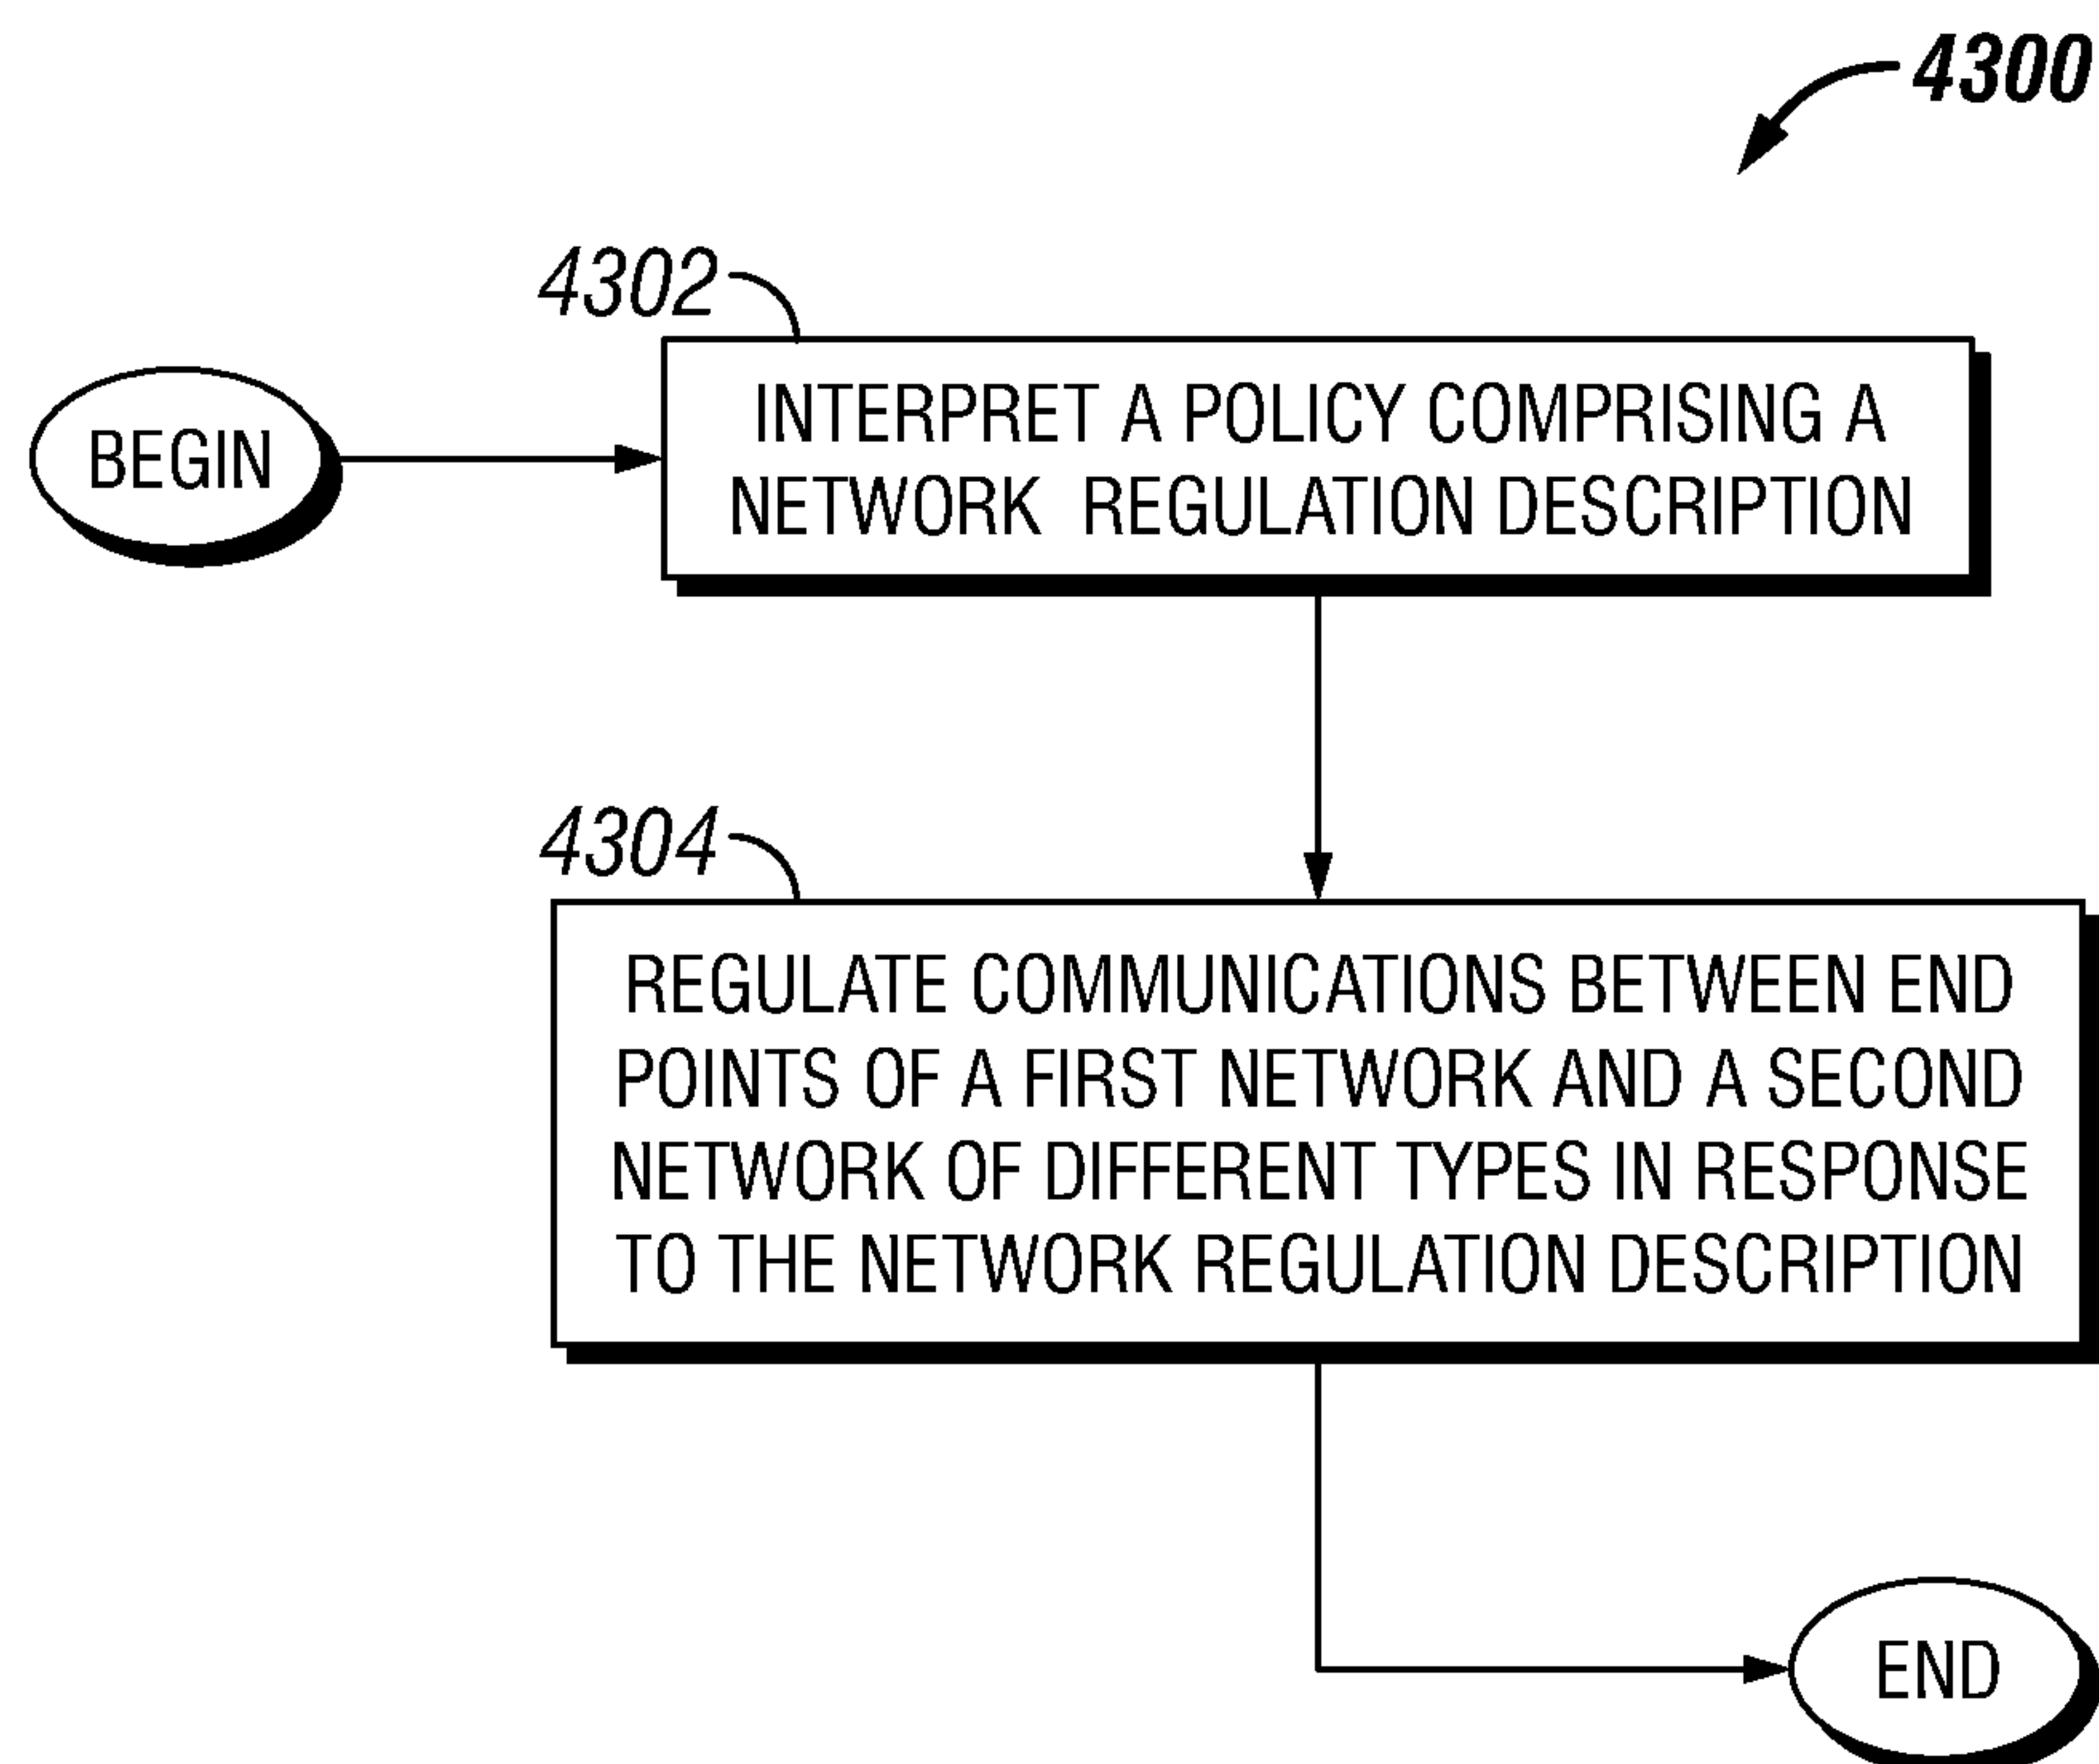 4300
4302
INTERPRET A POLICY COMPRISING A
NETWORK REGULATION DESCRIPTION
BEGIN
4304
REGULATE COMMUNICATIONS BETWEEN END
POINTS OF A FIRST NETWORK AND A SECOND
NETWORK OF DIFFERENT TYPES IN RESPONSE
TO THE NETWORK REGULATION DESCRIPTION
END